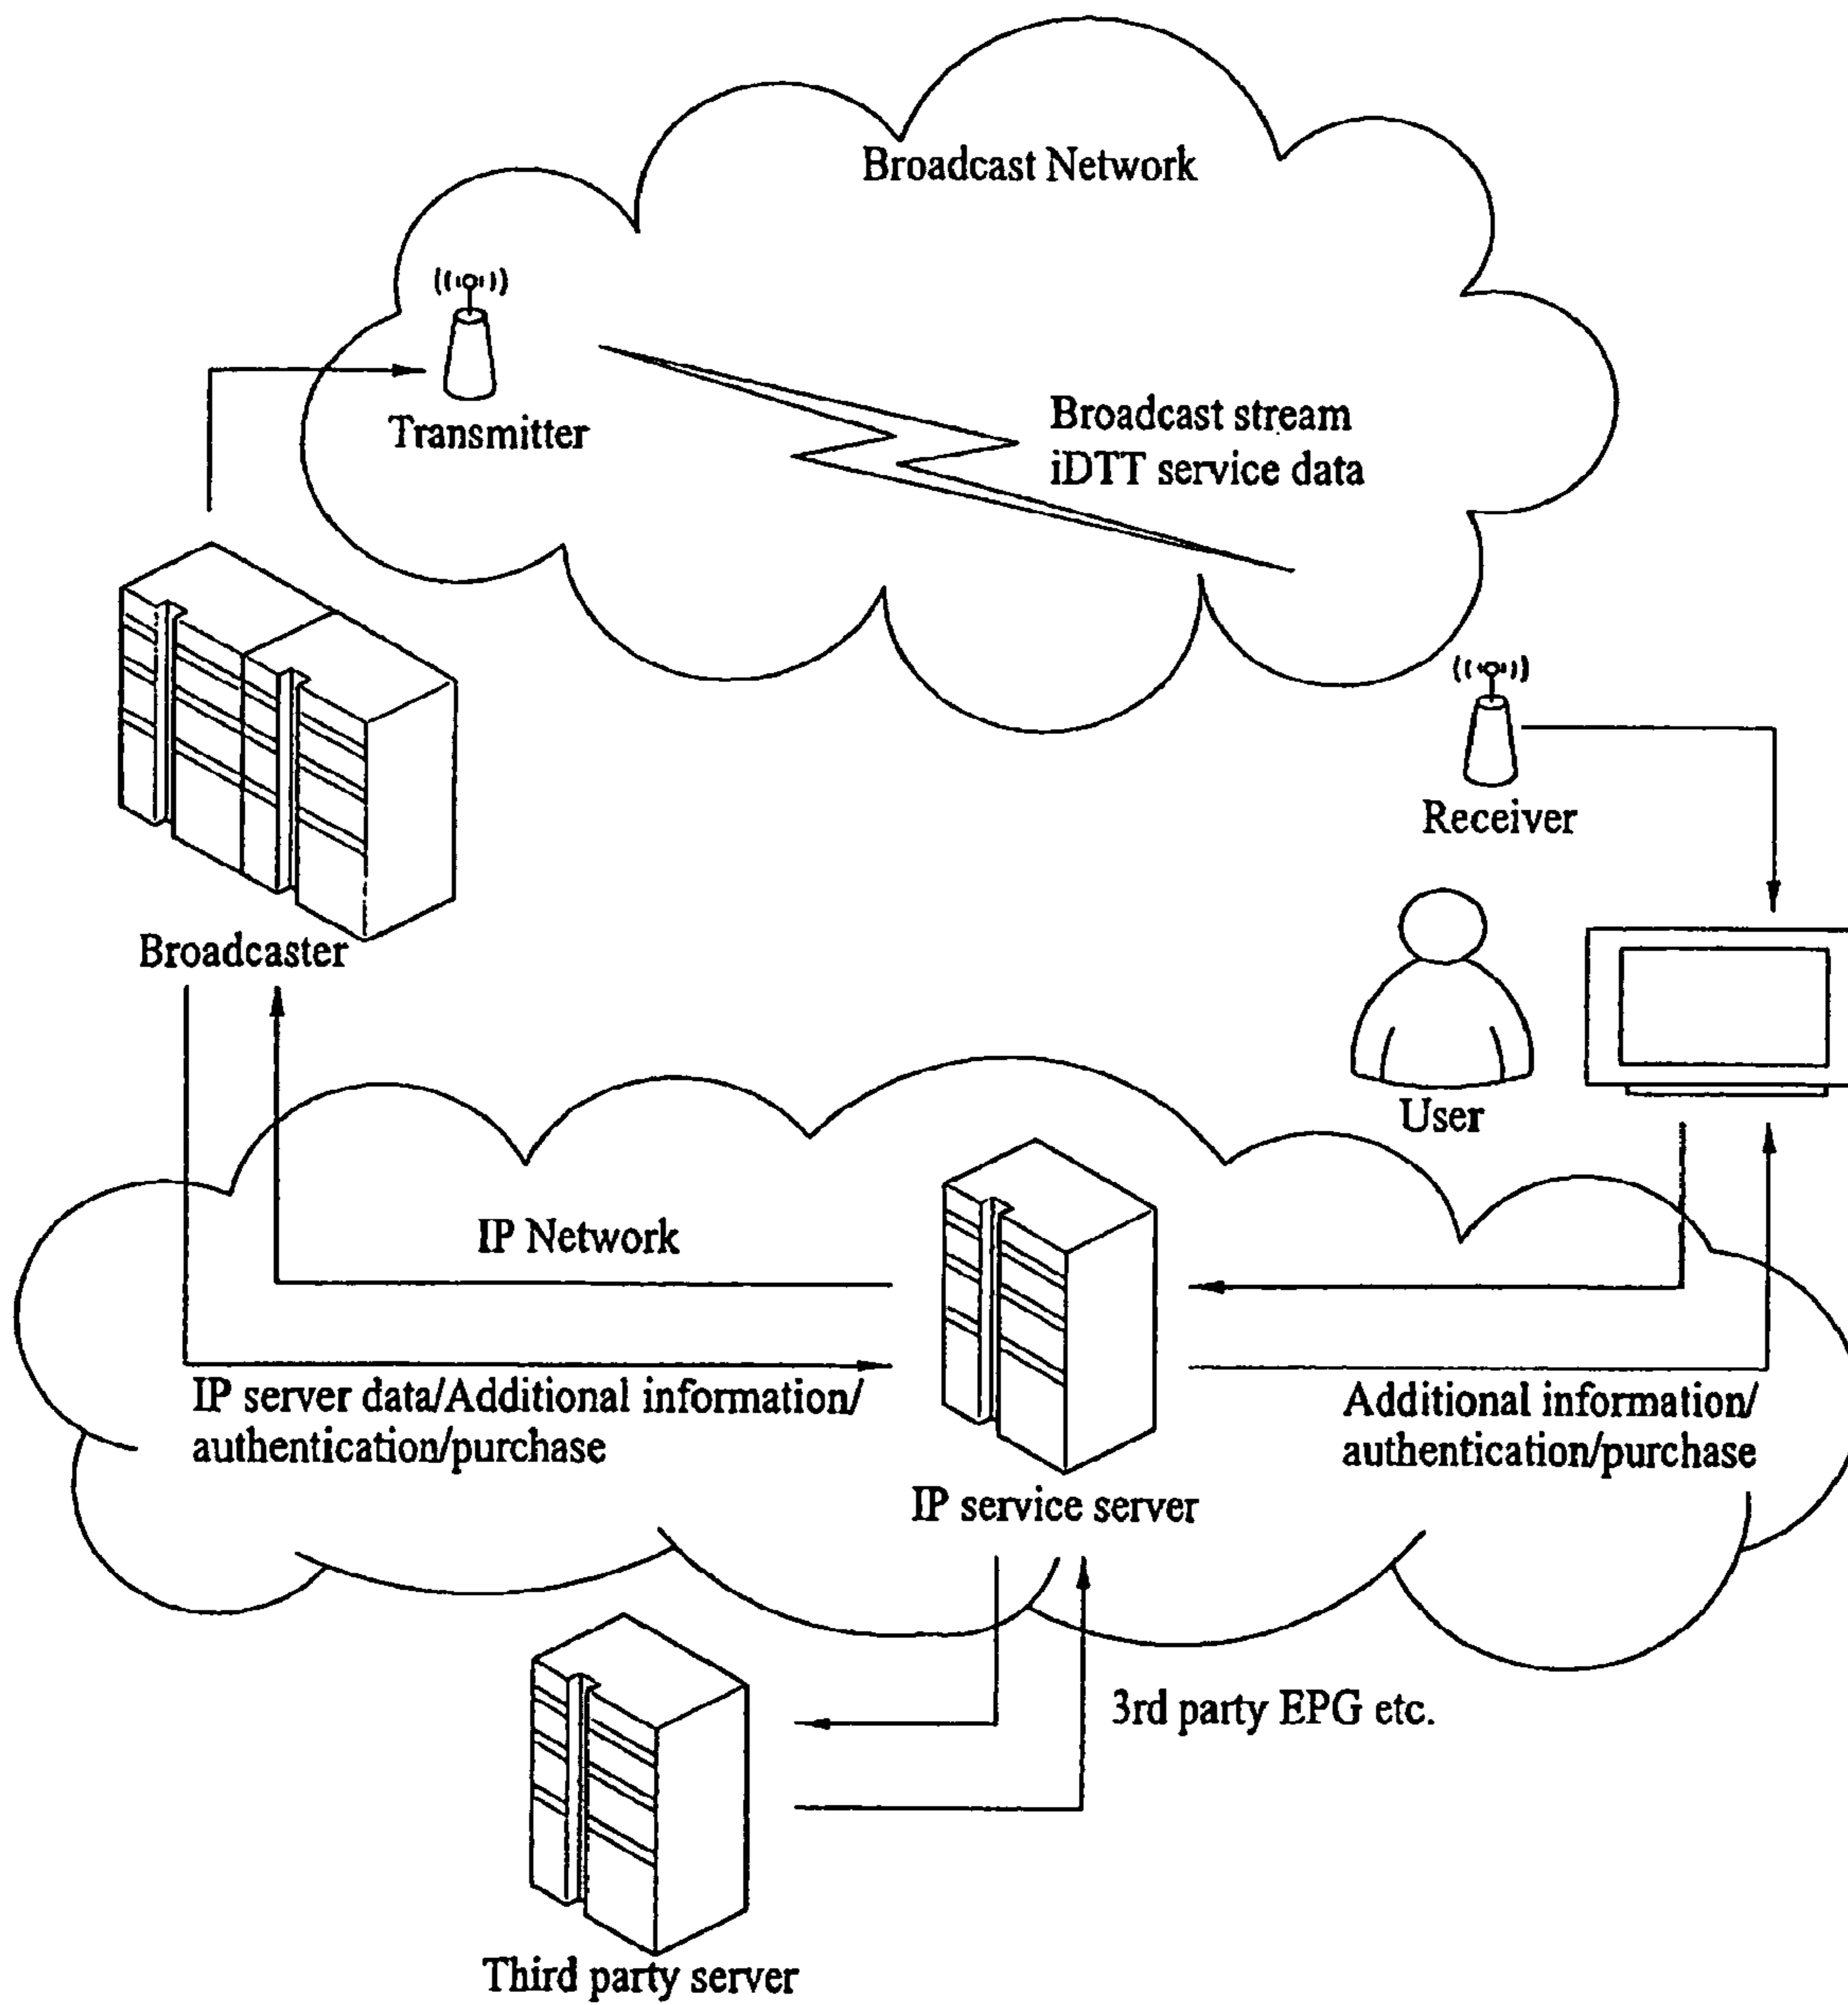 Broadcast Network
Transmitter
Broadcast stream
iDTT service data
Receiver
Broadcaster
User
IP Network
IP server data/Additional information/
authentication/purchase
Additional information/
authentication/purchase
IP service server
3rd party EPG etc.
Third party server